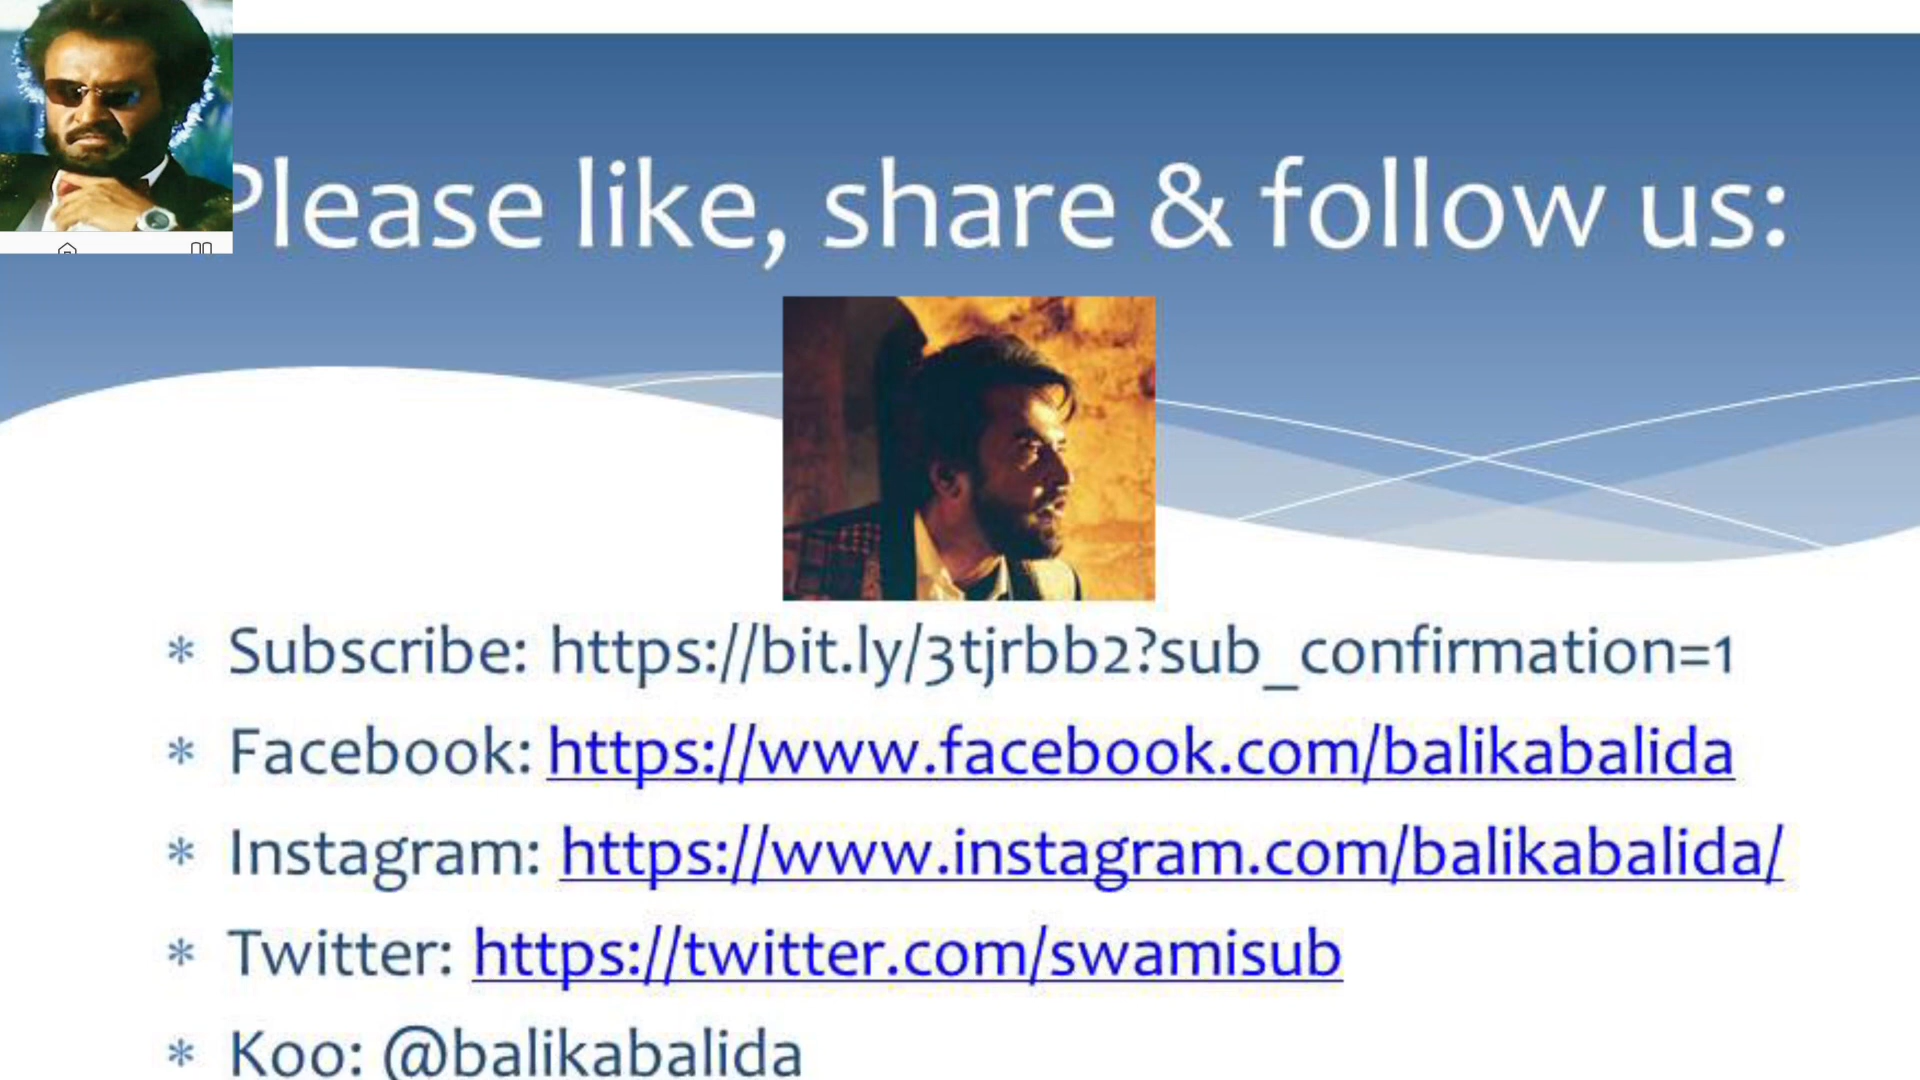 Please like, share & follow us:
* Subscribe: https://bit.ly/3tjrbb2?sub_confirmation=1
* Facebook: https://www.facebook.com/balikabalida
* Instagram: https://www.instagram.com/balikabalida/
* Twitter: https://twitter.com/swamisub
* Koo: @balikabalida